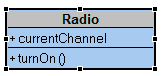 Radio
+ currentChannel
+ turnOn ()